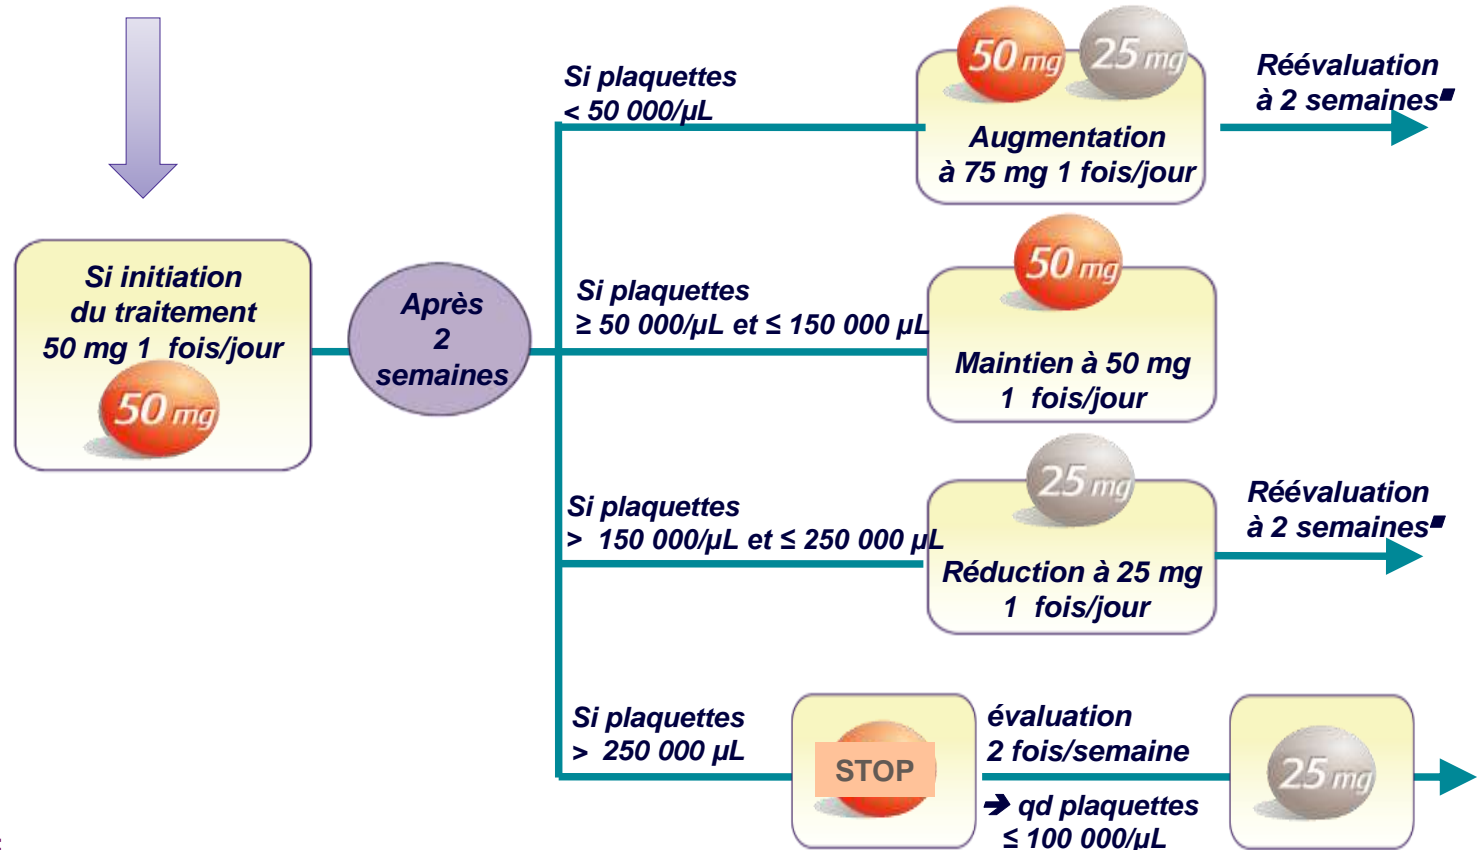 Si initiation
du traitement
50 mg 1 fois/jour
50 mg
Après
2
semaines
Si plaquettes
< 50 000/µL
50 mg
25 mg
Augmentation
à 75 mg 1 fois/jour
Réévaluation
à 2 semaines■
Si plaquettes
≥ 50 000/µL et ≤ 150 000 µL
50 mg
Maintien à 50 mg
1 fois/jour
Si plaquettes
> 150 000/µL et ≤ 250 000 µL
25 mg
Réduction à 25 mg
1 fois/jour
Réévaluation
à 2 semaines■
Si plaquettes
> 250 000 µL
STOP
évaluation
2 fois/semaine
➔ qd plaquettes
≤ 100 000/µL
25 mg